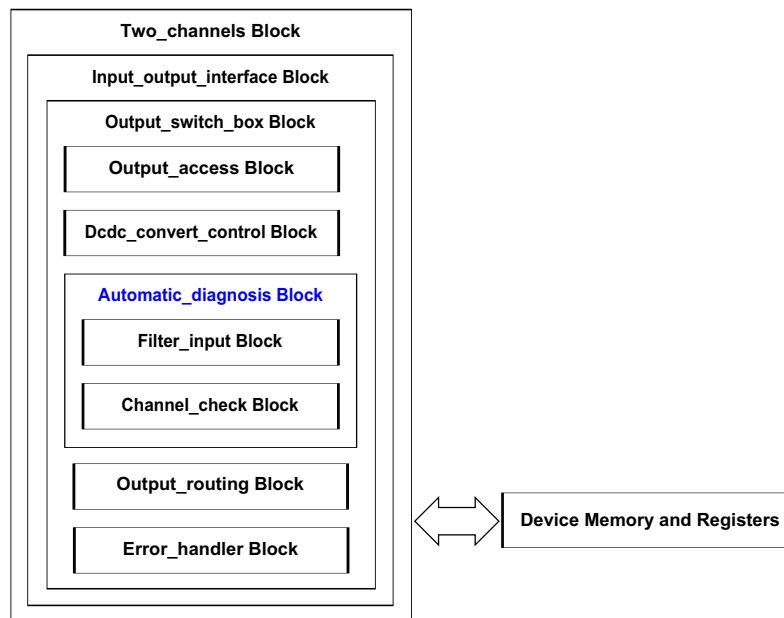 Two_channels Block
Input_output_interface Block
Output_switch_box Block
Output_access Block
Dcdc_convert_control Block
Automatic_diagnosis Block
Filter_input Block
Channel_check Block
Output_routing Block
Error_handler Block
Device Memory and Registers